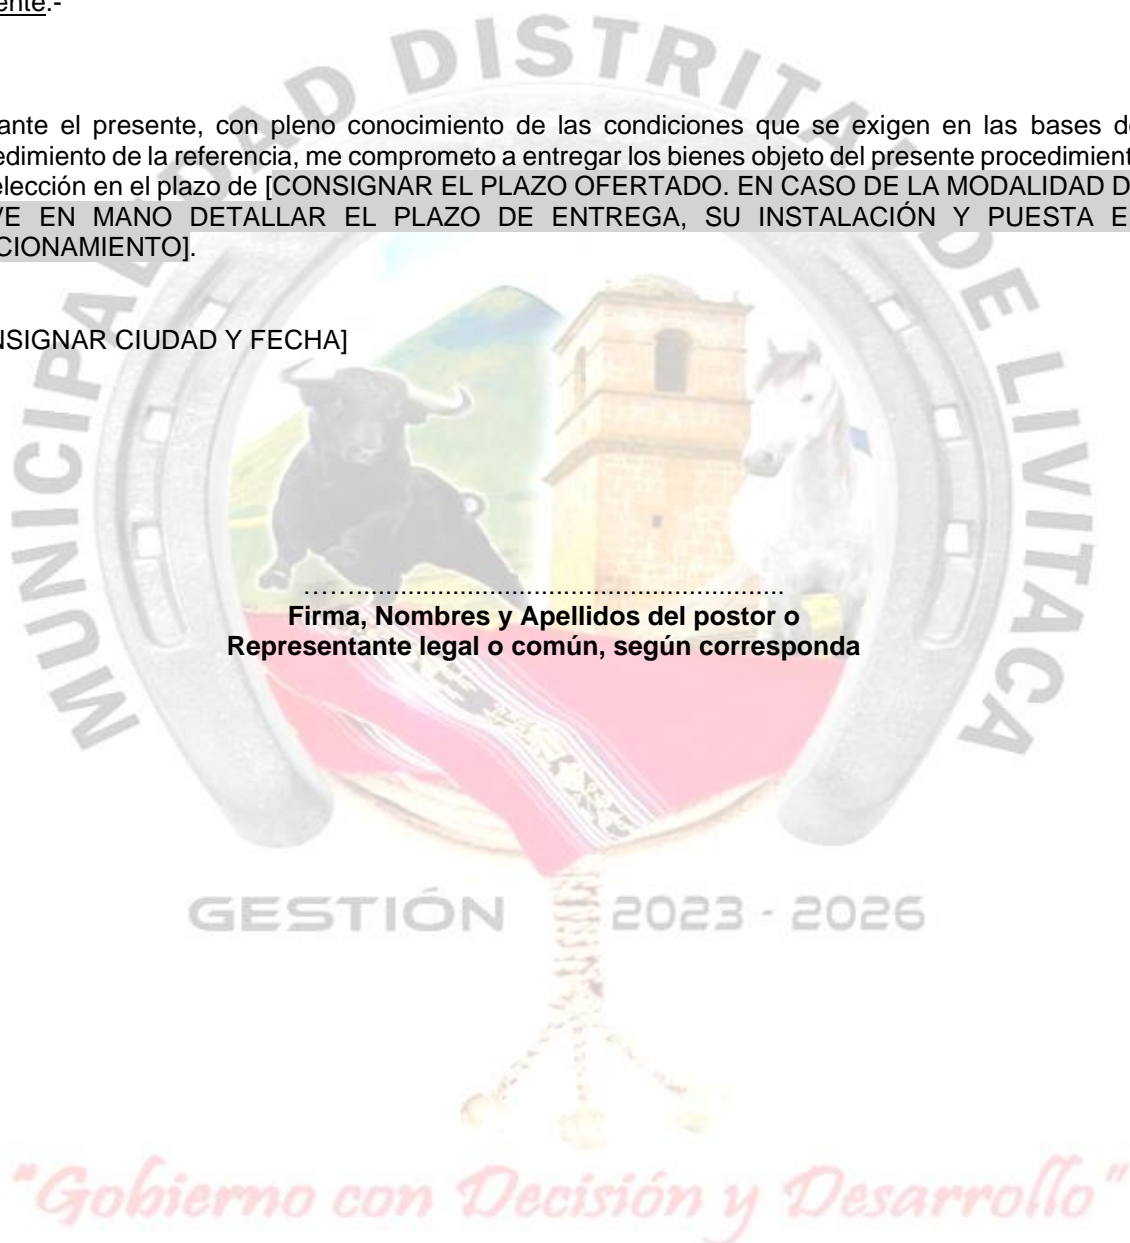 ente.-
MUNICIPALIDAD DISTRITAL DE LIVITACA
ante el presente, con pleno conocimiento de las condiciones que se exigen en las bases de
edimiento de la referencia, me comprometo a entregar los bienes objeto del presente procedimient
elección en el plazo de [CONSIGNAR EL PLAZO OFERTADO. EN CASO DE LA MODALIDAD D
VE EN MANO DETALLAR EL PLAZO DE ENTREGA, SU INSTALACIÓN Y PUESTA E
CIONAMIENTO].
NSIGNAR CIUDAD Y FECHA]
……..........................................................
Firma, Nombres y Apellidos del postor o
Representante legal o común, según corresponda
GESTIÓN 2023 - 2026
"Gobierno con Decisión y Desarrollo"